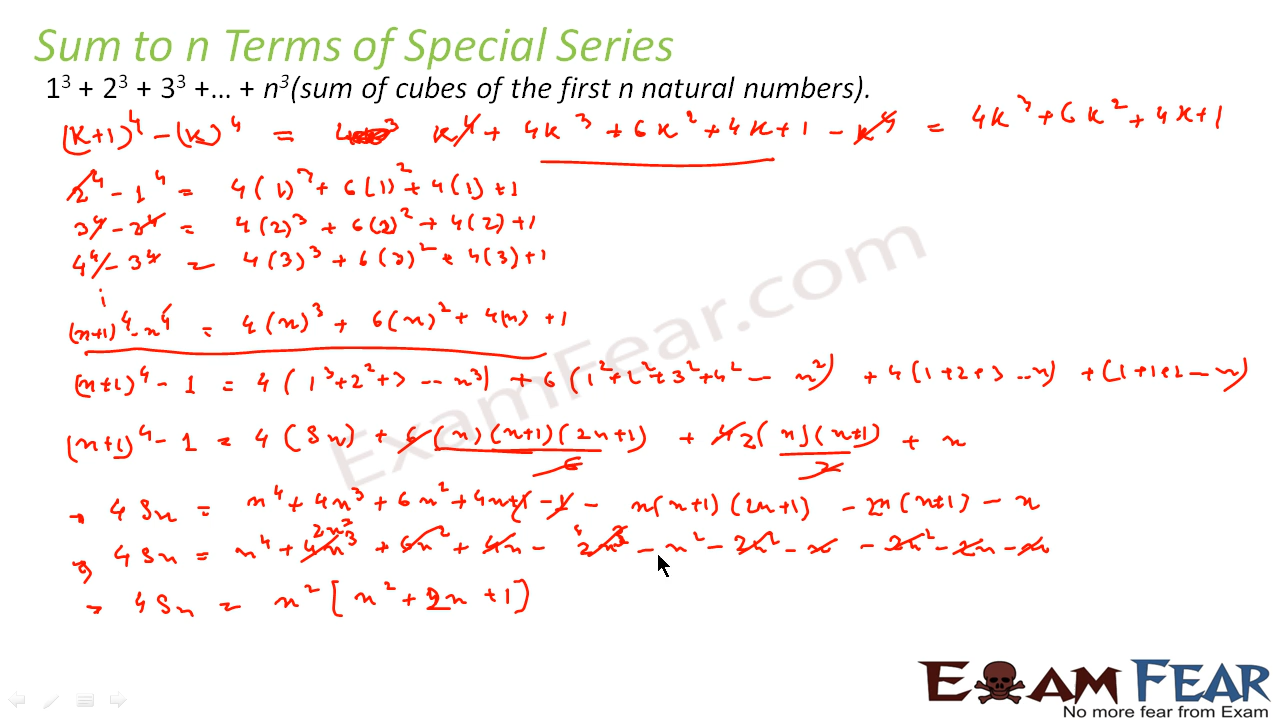 Sum to n Terms of Special Series
1³ + 2³ + 3³ +... + n³(sum of cubes of the first n natural numbers).
(k+1)⁴ - (k)⁴ = k⁴ + 4k³ + 6k² + 4k + 1 - k⁴ = 4k³ + 6k² + 4k + 1
2⁴ - 1⁴ = 4(1)³ + 6(1)² + 4(1) + 1
3⁴ - 2⁴ = 4(2)³ + 6(2)² + 4(2) + 1
4⁴ - 3⁴ = 4(3)³ + 6(3)² + 4(3) + 1
(n+1)⁴ - n⁴ = 4(n)³ + 6(n)² + 4(n) + 1
(n+1)⁴ - 1 = 4(1³+2²+3 -- n³) + 6(1²+2²+3²+4² - n²) + 4(1+2+3 -- n) + (1+1+2 -- n)
(n+1)⁴ - 1 = 4(Sn) + 6(n)(n+1)(2n+1)/6 + 4 2(n)(n+1)/2 + n
→ 4Sn = n⁴ + 4n³ + 6n² + 4n + 1 - 1 - n(n+1)(2n+1) - 2n(n+1) - n
2n³
⇒ 4Sn = n⁴ + 4n³ + 6n² + 4n - 2n³ - n² - 2n² - n - 2n² - 2n - n
→ 4Sn = n² [n² + 2n + 1)
ExamFear.com
EXAM FEAR
No more fear from Exam